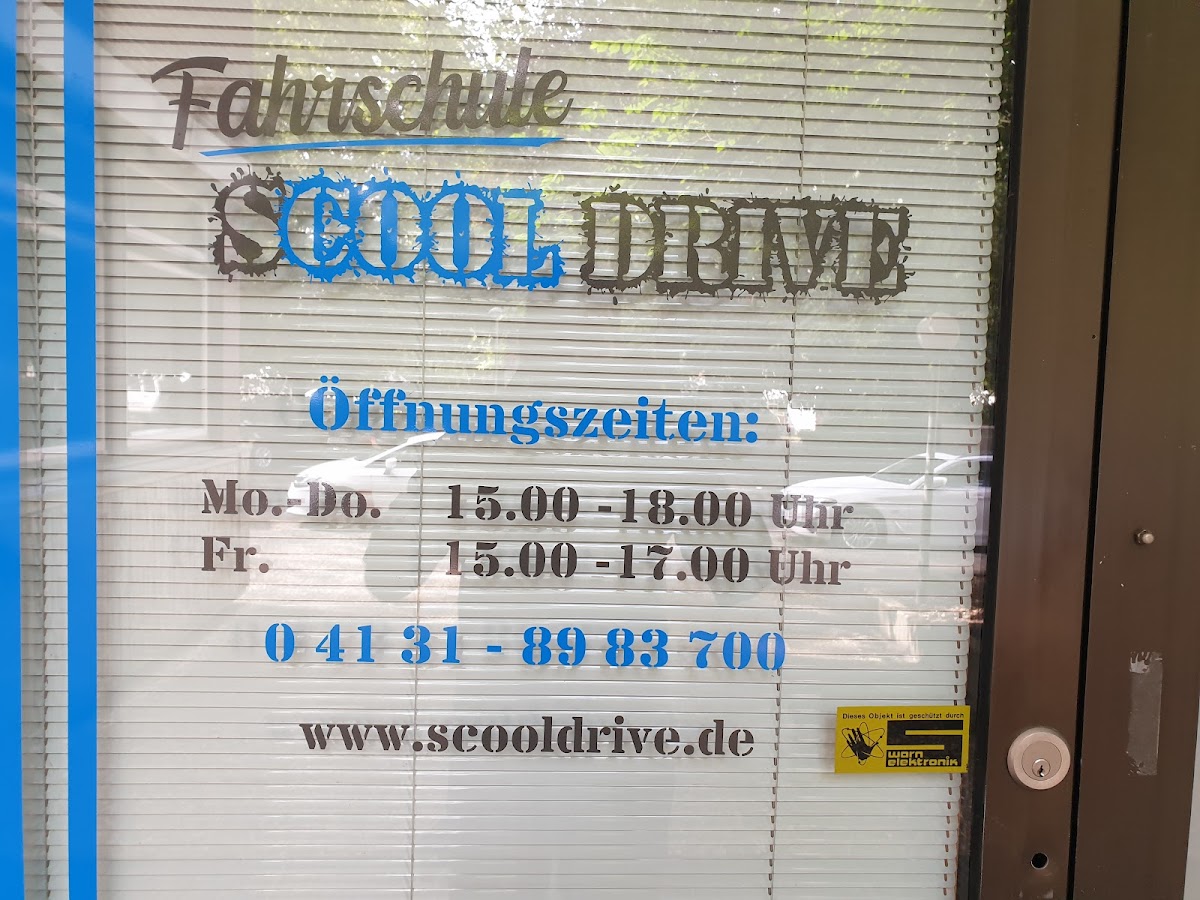 Fahrschule
SCOOL DRIVE
Öffnungszeiten:
Mo.-Do. 15.00 -18.00 Uhr
Fr. 15.00 -17.00 Uhr
0 41 31 - 89 83 700
www.scooldrive.de
Dieses Objekt ist geschützt durch
S
warn
elektronik